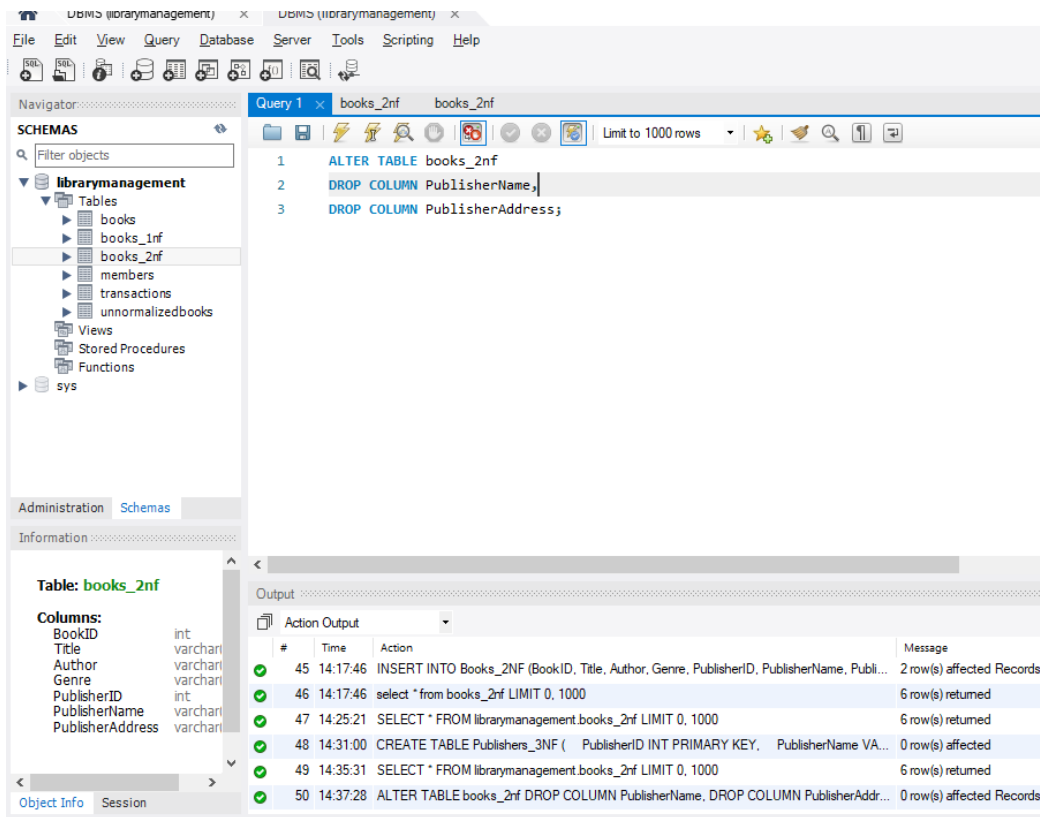 DBMS (librarymanagement) × DBMS (librarymanagement) ×
File Edit View Query Database Server Tools Scripting Help
Navigator
SCHEMAS
Filter objects
librarymanagement
Tables
books
books_1nf
books_2nf
members
transactions
unnormalizedbooks
Views
Stored Procedures
Functions
sys
Administration Schemas
Information
Table: books_2nf
Columns:
BookID int
Title varchar(
Author varchar(
Genre varchar(
PublisherID int
PublisherName varchar(
PublisherAddress varchar(
Object Info Session
Query 1 × books_2nf books_2nf
Limit to 1000 rows
1 ALTER TABLE books_2nf
2 DROP COLUMN PublisherName,
3 DROP COLUMN PublisherAddress;
Output
Action Output
# Time Action Message
45 14:17:46 INSERT INTO Books_2NF (BookID, Title, Author, Genre, PublisherID, PublisherName, Publi... 2 row(s) affected Records
46 14:17:46 select * from books_2nf LIMIT 0, 1000 6 row(s) returned
47 14:25:21 SELECT * FROM librarymanagement.books_2nf LIMIT 0, 1000 6 row(s) returned
48 14:31:00 CREATE TABLE Publishers_3NF ( PublisherID INT PRIMARY KEY, PublisherName VA... 0 row(s) affected
49 14:35:31 SELECT * FROM librarymanagement.books_2nf LIMIT 0, 1000 6 row(s) returned
50 14:37:28 ALTER TABLE books_2nf DROP COLUMN PublisherName, DROP COLUMN PublisherAddr... 0 row(s) affected Records